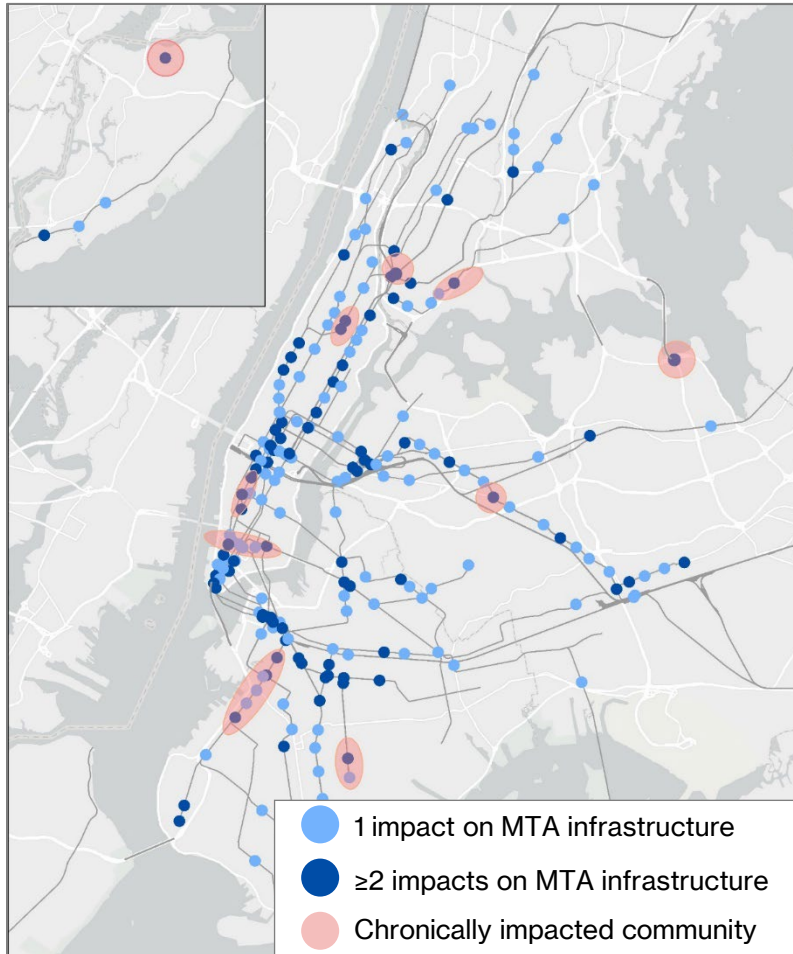 1 impact on MTA infrastructure
≥2 impacts on MTA infrastructure
Chronically impacted community